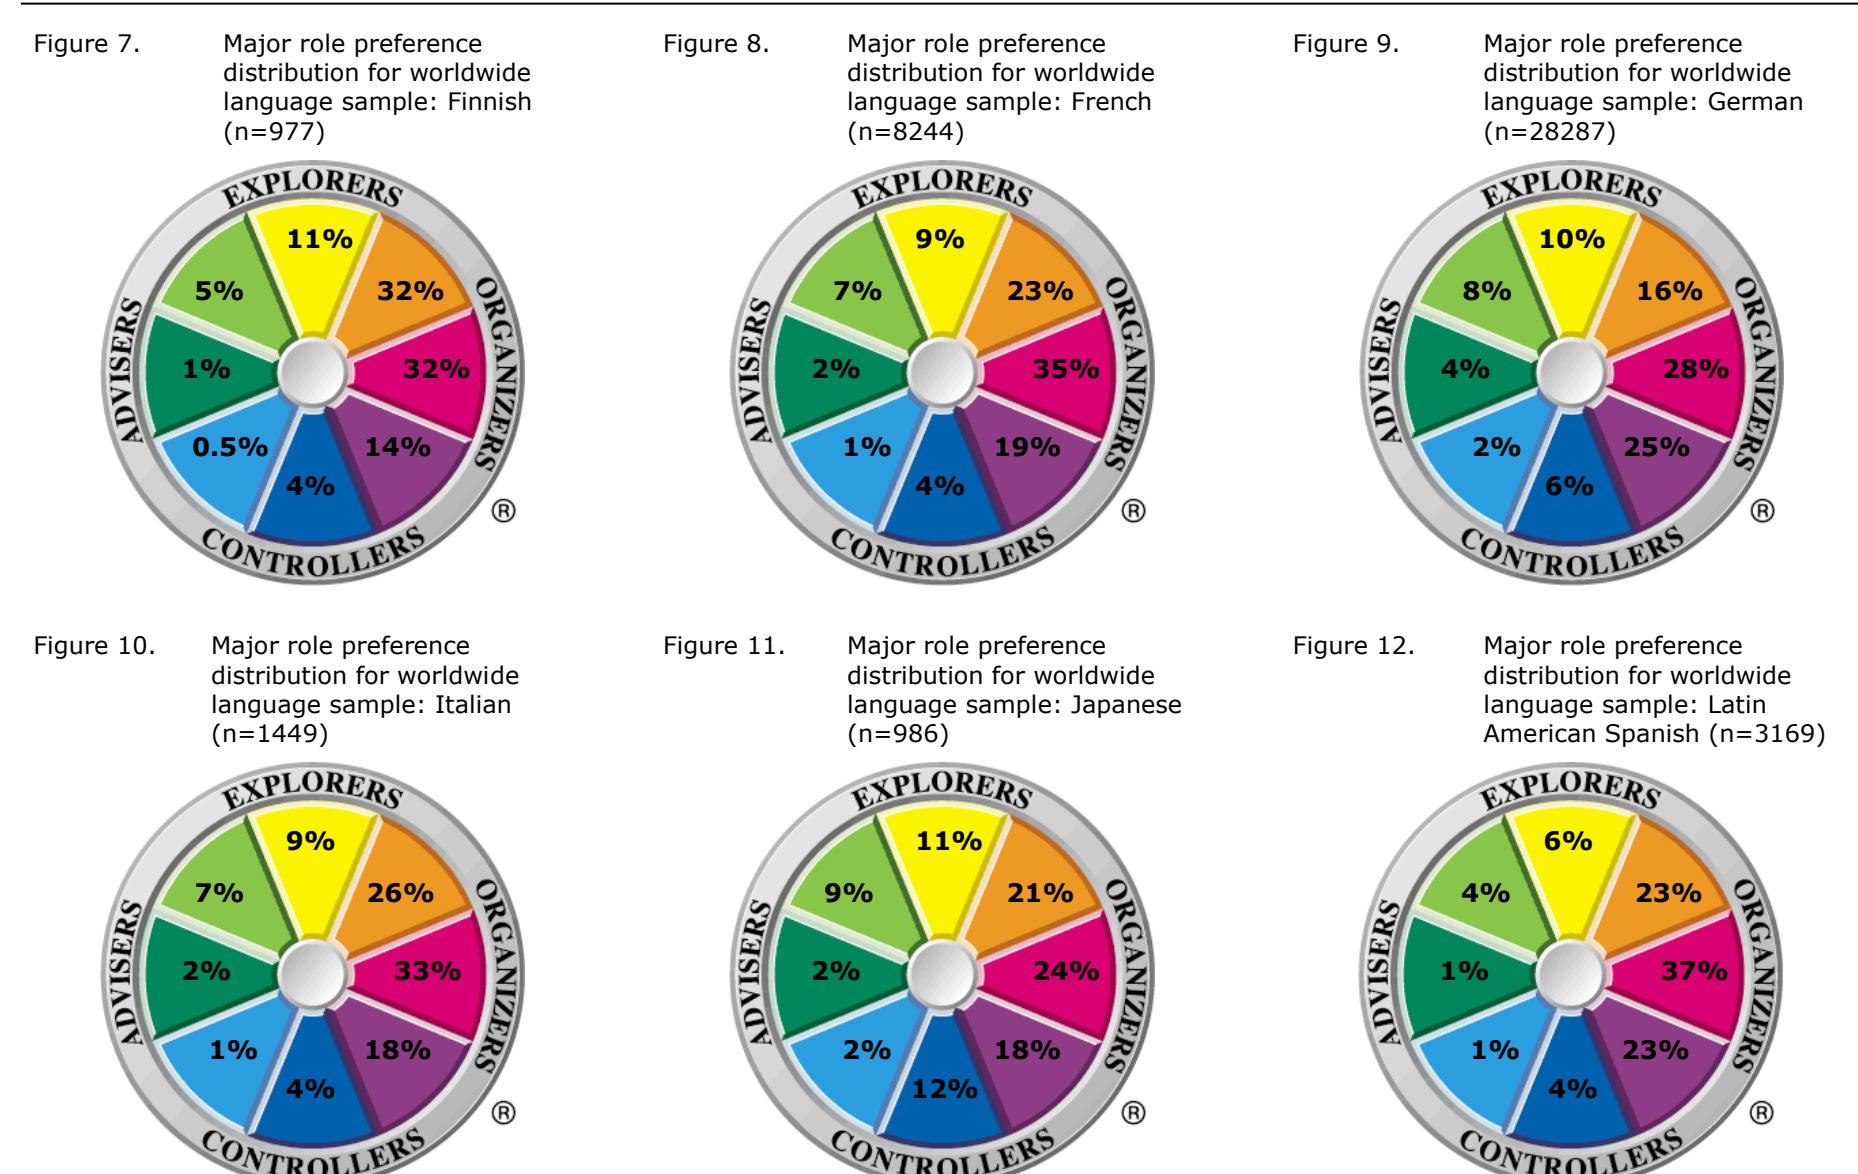 Figure 7.
Major role preference
distribution for worldwide
language sample: Finnish
(n=977)
EXPLORERS
ORGANIZERS
CONTROLLERS
ADVISERS
11%
32%
32%
14%
4%
0.5%
1%
5%
®
Figure 8.
Major role preference
distribution for worldwide
language sample: French
(n=8244)
EXPLORERS
ORGANIZERS
CONTROLLERS
ADVISERS
9%
23%
35%
19%
4%
1%
2%
7%
®
Figure 9.
Major role preference
distribution for worldwide
language sample: German
(n=28287)
EXPLORERS
ORGANIZERS
CONTROLLERS
ADVISERS
10%
16%
28%
25%
6%
2%
4%
8%
®
Figure 10.
Major role preference
distribution for worldwide
language sample: Italian
(n=1449)
EXPLORERS
ORGANIZERS
CONTROLLERS
ADVISERS
9%
26%
33%
18%
4%
1%
2%
7%
®
Figure 11.
Major role preference
distribution for worldwide
language sample: Japanese
(n=986)
EXPLORERS
ORGANIZERS
CONTROLLERS
ADVISERS
11%
21%
24%
18%
12%
2%
2%
9%
®
Figure 12.
Major role preference
distribution for worldwide
language sample: Latin
American Spanish (n=3169)
EXPLORERS
ORGANIZERS
CONTROLLERS
ADVISERS
6%
23%
37%
23%
4%
1%
1%
4%
®